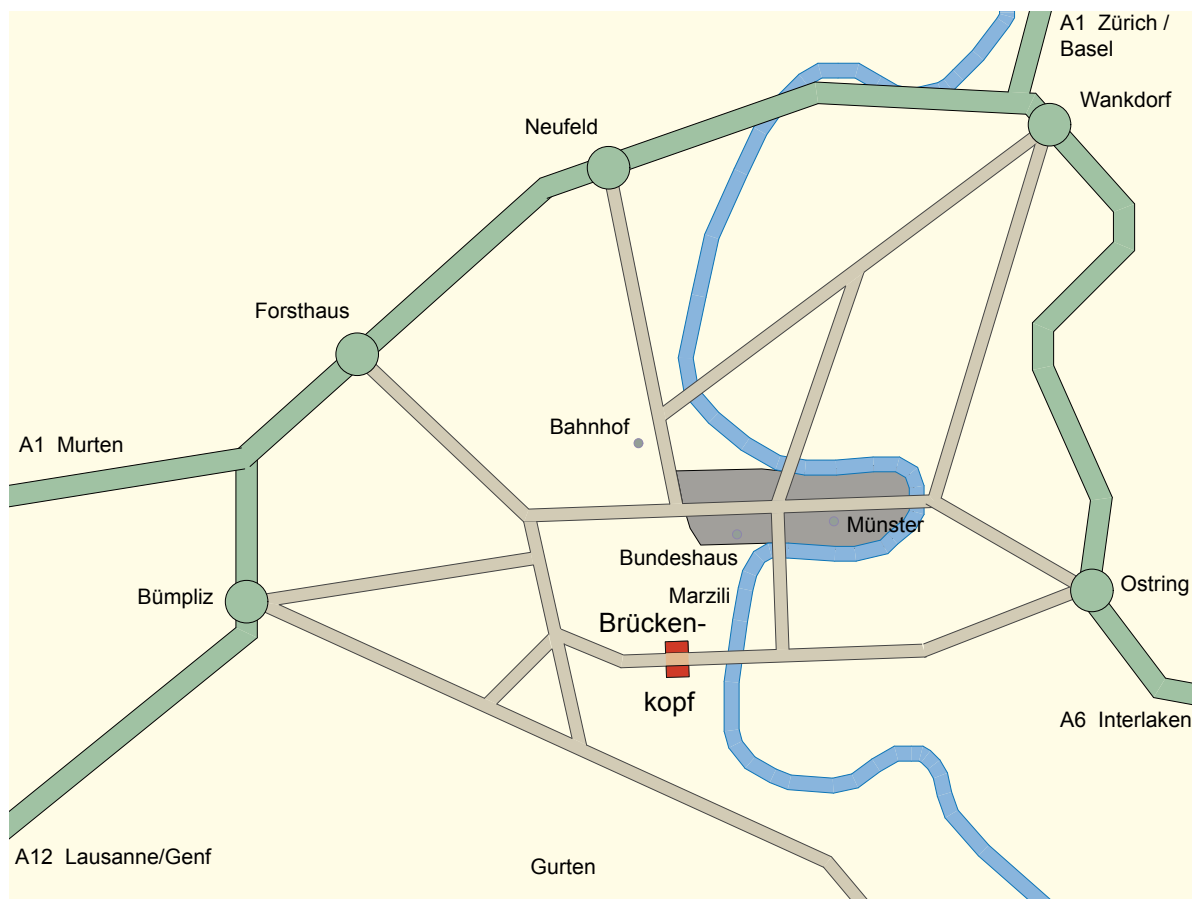 A1  Zürich /
Basel
Wankdorf
Neufeld
Forsthaus
Bahnhof
A1  Murten
Münster
Bundeshaus
Ostring
Bümpliz
Marzili
Brücken-
kopf
A6  Interlaken
A12  Lausanne/Genf
Gurten